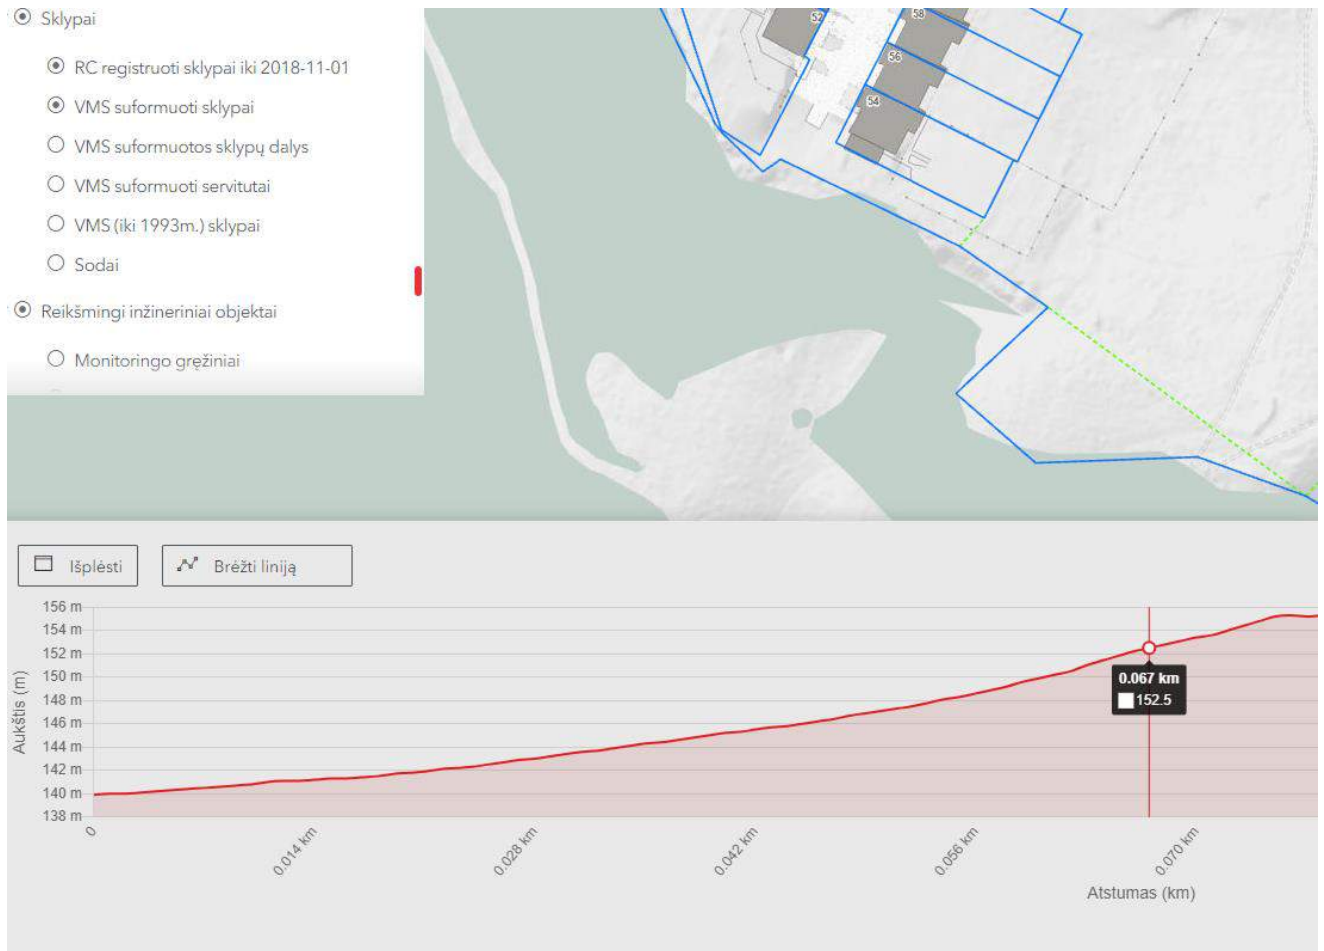 Sklypai
RC registruoti sklypai iki 2018-11-01
VMS suformuoti sklypai
VMS suformuotos sklypų dalys
VMS suformuoti servitutai
VMS (iki 1993m.) sklypai
Sodai
Reikšmingi inžineriniai objektai
Monitoringo gręžiniai
52
58
56
54
Išplėsti
Brėžti liniją
Aukštis (m)
156 m
154 m
152 m
150 m
148 m
146 m
144 m
142 m
140 m
138 m
0.067 km
152.5
0
0.014 km
0.028 km
0.042 km
0.056 km
0.070 km
Atstumas (km)